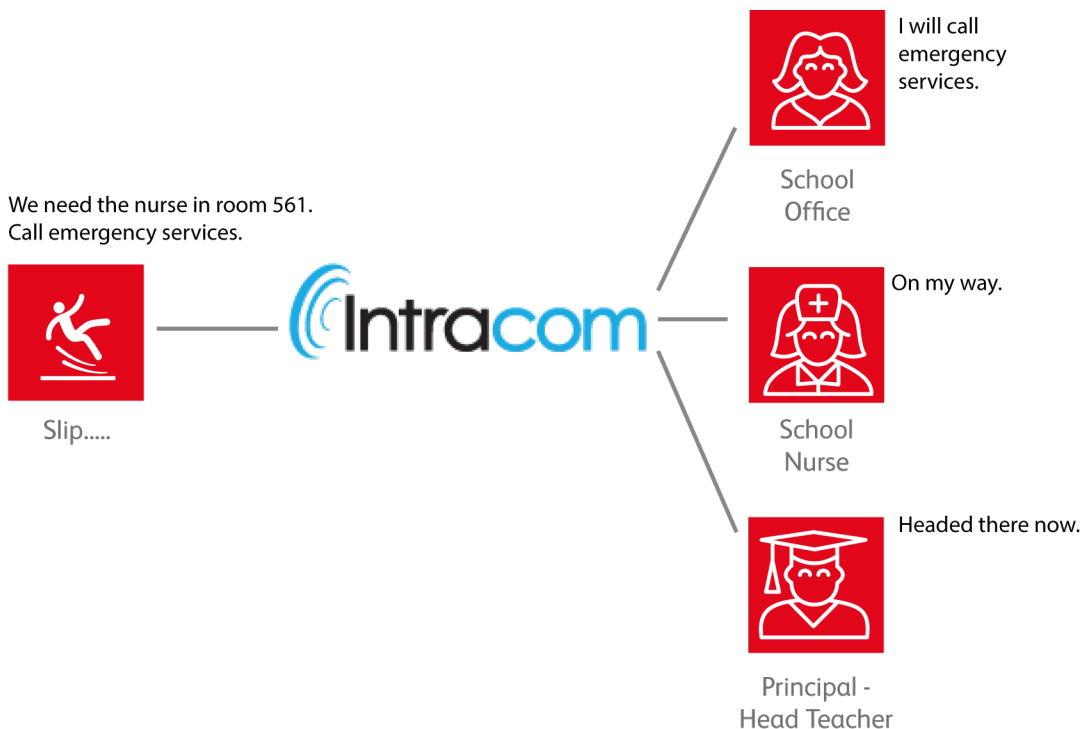 We need the nurse in room 561.
Call emergency services.
Slip.....
Intracom
I will call
emergency
services.
School
Office
On my way.
School
Nurse
Headed there now.
Principal -
Head Teacher